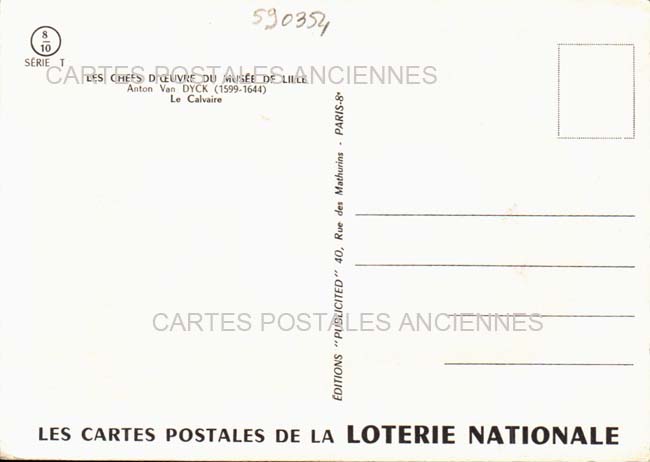 590354
8
10
SÉRIE T
LES CHEFS D'ŒUVRE DU MUSÉE DE LILLE
Anton Van DYCK (1599-1644)
Le Calvaire
CARTES POSTALES ANCIENNES
ÉDITIONS "PUBLICITED" 40, Rue des Mathurins - PARIS-8e
CARTES POSTALES ANCIENNES
LES CARTES POSTALES DE LA LOTERIE NATIONALE